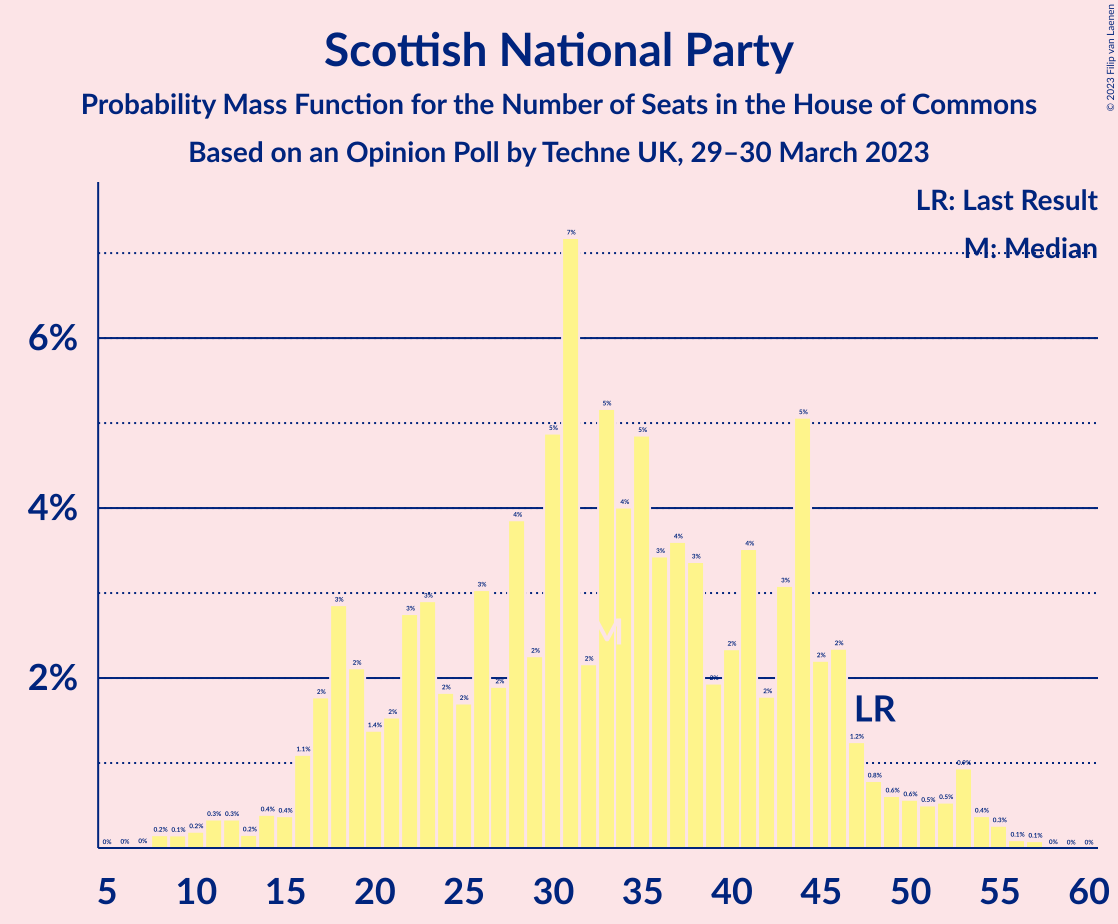 Scottish National Party
Probability Mass Function for the Number of Seats in the House of Commons
Based on an Opinion Poll by Techne UK, 29–30 March 2023
© 2023 Filip van Laenen
LR: Last Result
M: Median
6%
4%
2%
0% 0% 0% 0.2% 0.1% 0.2% 0.3% 0.3% 0.2% 0.4% 0.4% 1.1% 2% 3% 2% 1.4% 2% 3% 3% 2% 2% 3% 2% 4% 2% 5% 7% 2% 5% 4% 5% 3% 4% 3% 2% 2% 4% 2% 3% 5% 2% 2% 1.2% 0.8% 0.6% 0.6% 0.5% 0.5% 0.9% 0.4% 0.3% 0.1% 0.1% 0% 0% 0%
M
LR
5 10 15 20 25 30 35 40 45 50 55 60